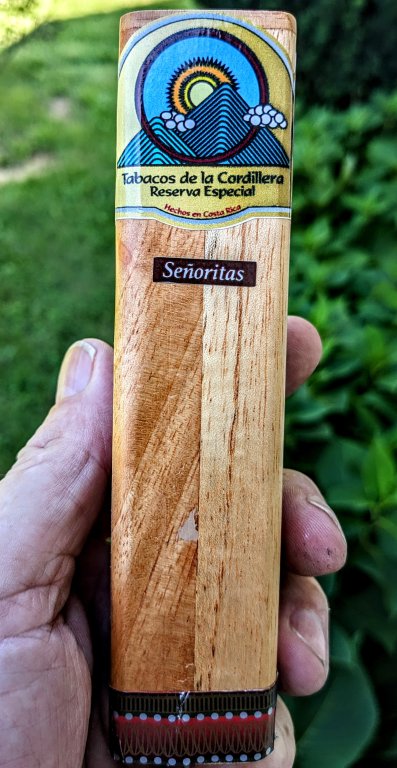 Tabacos de la Cordillera
Reserva Especial
Hechos en Costa Rica
Señoritas